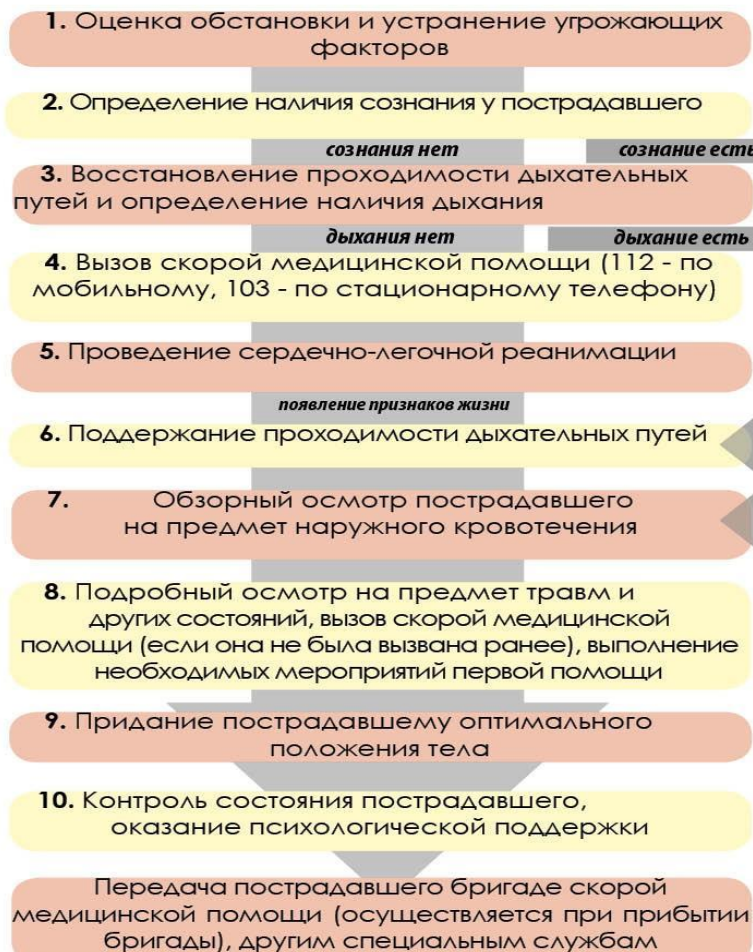 1. Оценка обстановки и устранение угрожающих
факторов
2. Определение наличия сознания у пострадавшего
сознания нет
сознание есть
3. Восстановление проходимости дыхательных
путей и определение наличия дыхания
дыхания нет
дыхание есть
4. Вызов скорой медицинской помощи (112 - по
мобильному, 103 - по стационарному телефону)
5. Проведение сердечно-легочной реанимации
появление признаков жизни
6. Поддержание проходимости дыхательных путей
7. Обзорный осмотр пострадавшего
на предмет наружного кровотечения
8. Подробный осмотр на предмет травм и
других состояний, вызов скорой медицинской
помощи (если она не была вызвана ранее), выполнение
необходимых мероприятий первой помощи
9. Придание пострадавшему оптимального
положения тела
10. Контроль состояния пострадавшего,
оказание психологической поддержки
Передача пострадавшего бригаде скорой
медицинской помощи (осуществляется при прибытии
бригады), другим специальным службам